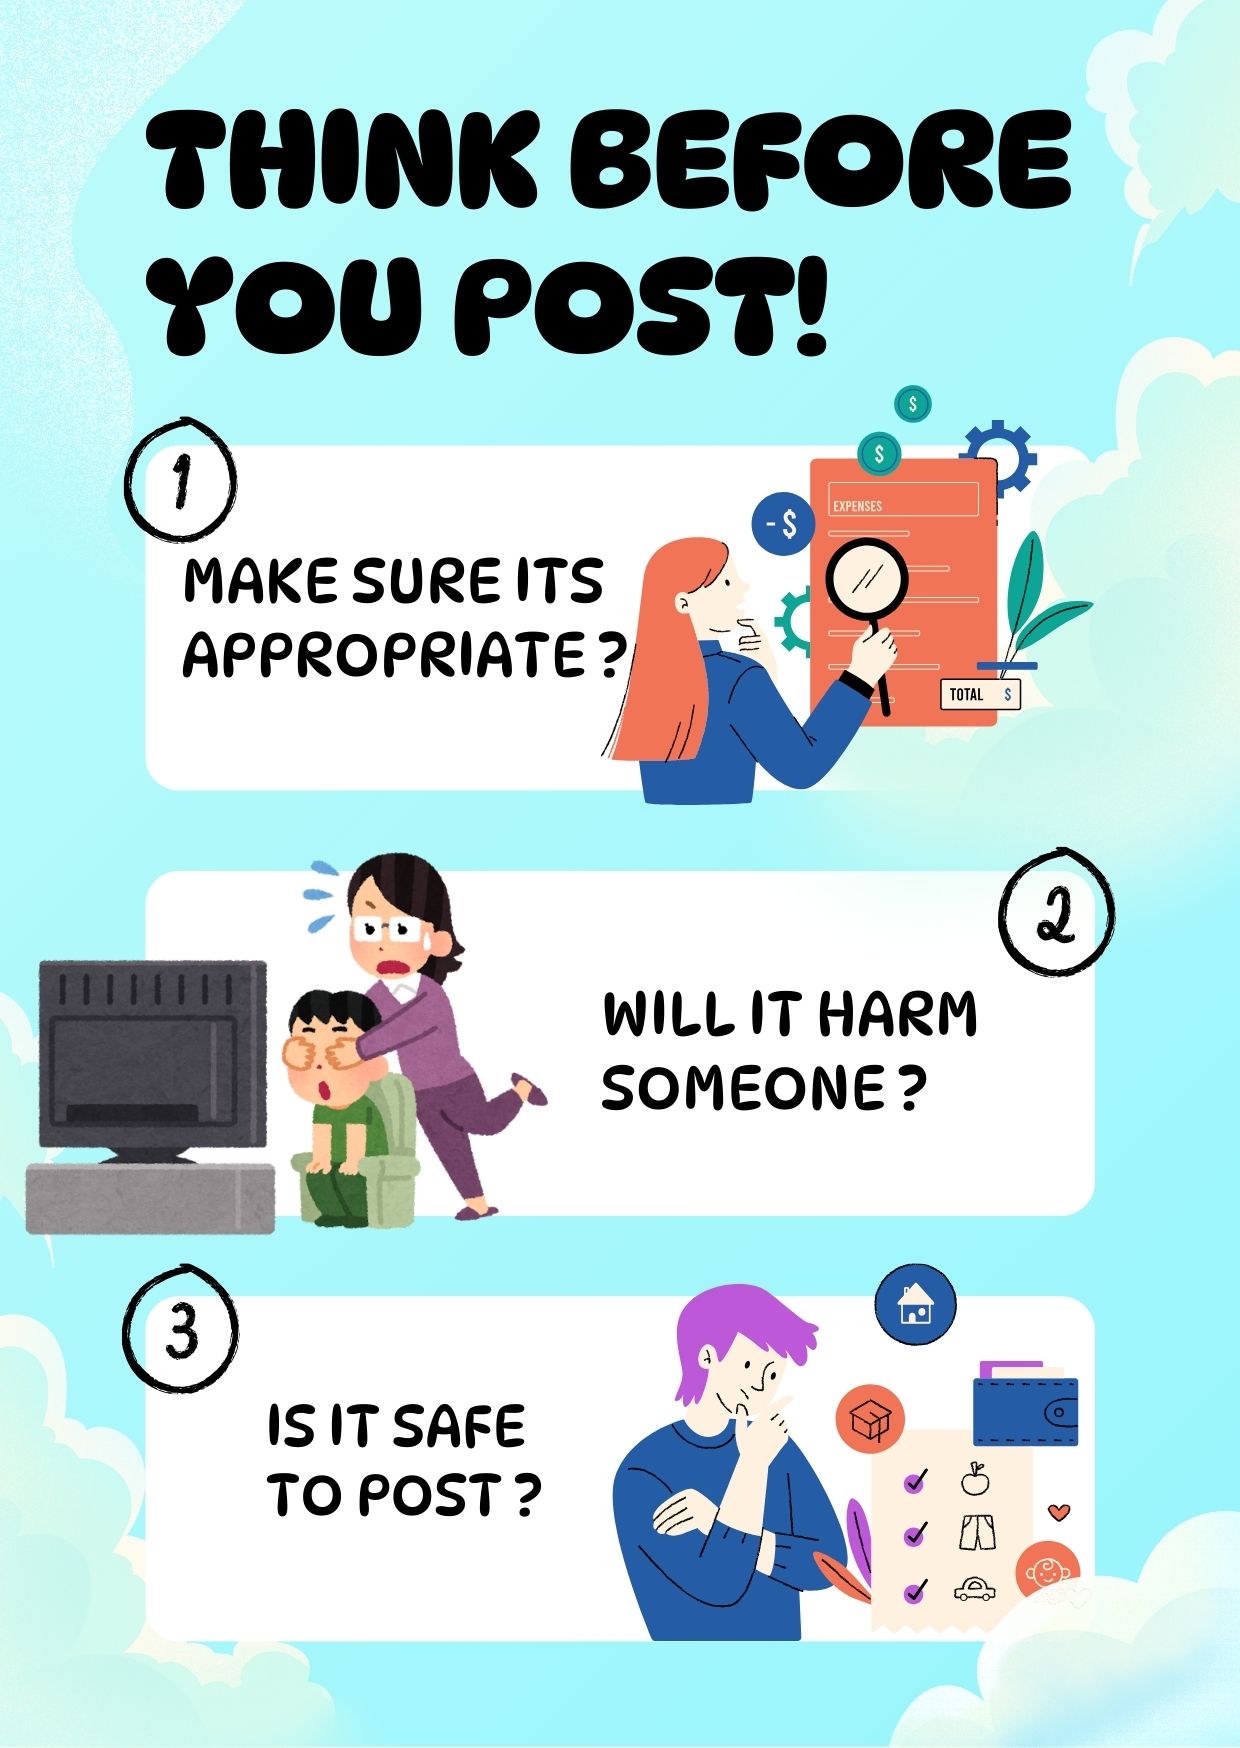 THINK BEFORE
YOU POST!
1
$
$
- $
EXPENSES
MAKE SURE ITS
APPROPRIATE?
TOTAL $
2
WILL IT HARM
SOMEONE?
3
IS IT SAFE
TO POST?